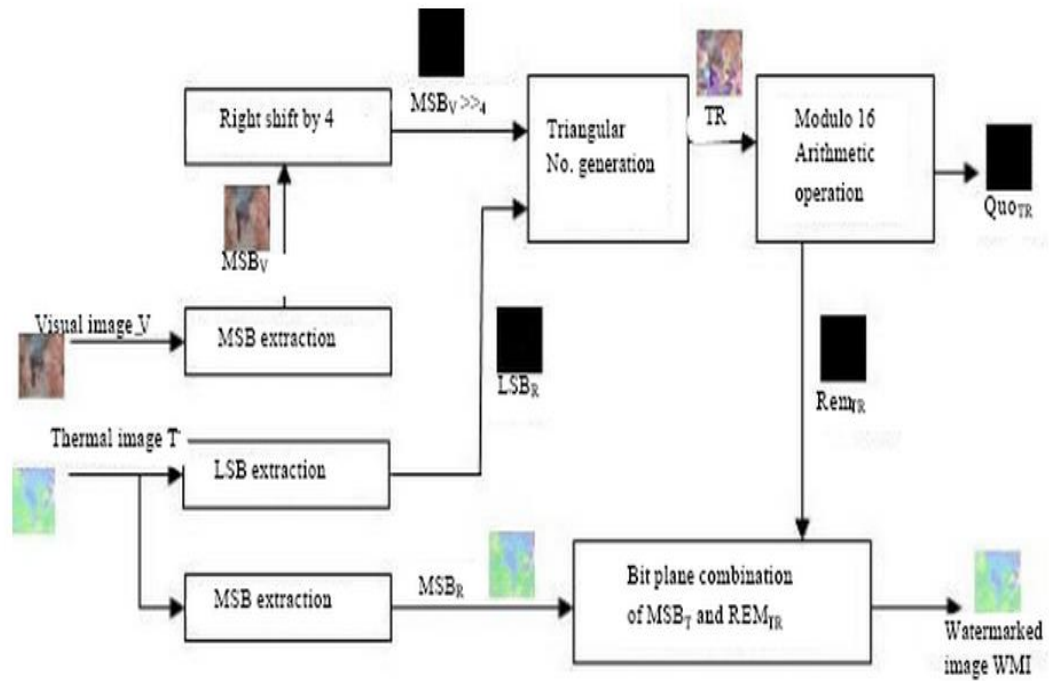 Right shift by 4
MSBV >>4
Triangular
No. generation
TR
Modulo 16
Arithmetic
operation
QuoTR
MSBV
Visual image_V
MSB extraction
LSBR
RemTR
Thermal image T
LSB extraction
MSB extraction
MSBR
Bit plane combination
of MSBT and REMTR
Watermarked
image WMI